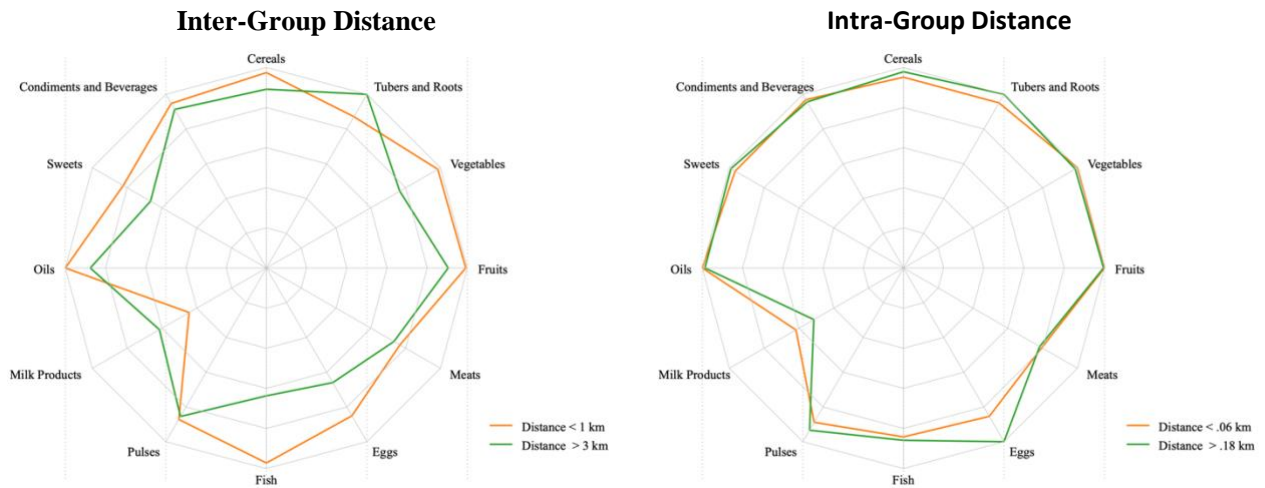 Inter-Group Distance
Cereals
Tubers and Roots
Vegetables
Fruits
Meats
Eggs
Fish
Pulses
Milk Products
Oils
Sweets
Condiments and Beverages
Distance < 1 km
Distance > 3 km
Intra-Group Distance
Cereals
Tubers and Roots
Vegetables
Fruits
Meats
Eggs
Fish
Pulses
Milk Products
Oils
Sweets
Condiments and Beverages
Distance < .06 km
Distance > .18 km